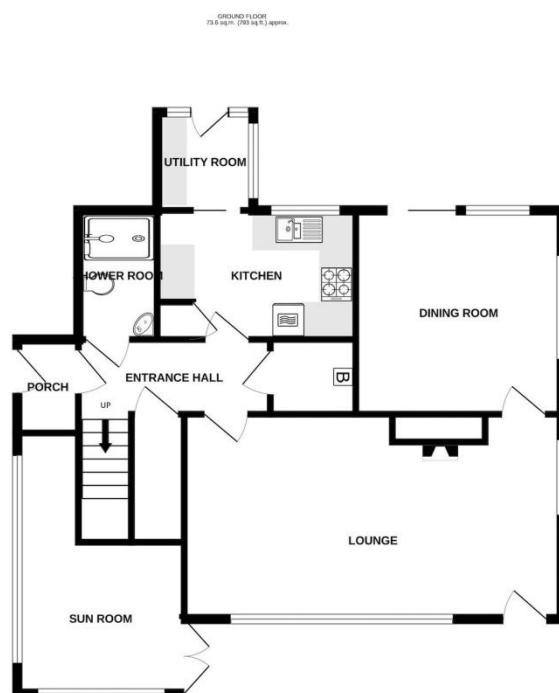 GROUND FLOOR
73.6 sq.m. (793 sq.ft.) approx.
UTILITY ROOM
SHOWER ROOM
KITCHEN
DINING ROOM
ENTRANCE HALL
B
PORCH
UP
LOUNGE
SUN ROOM